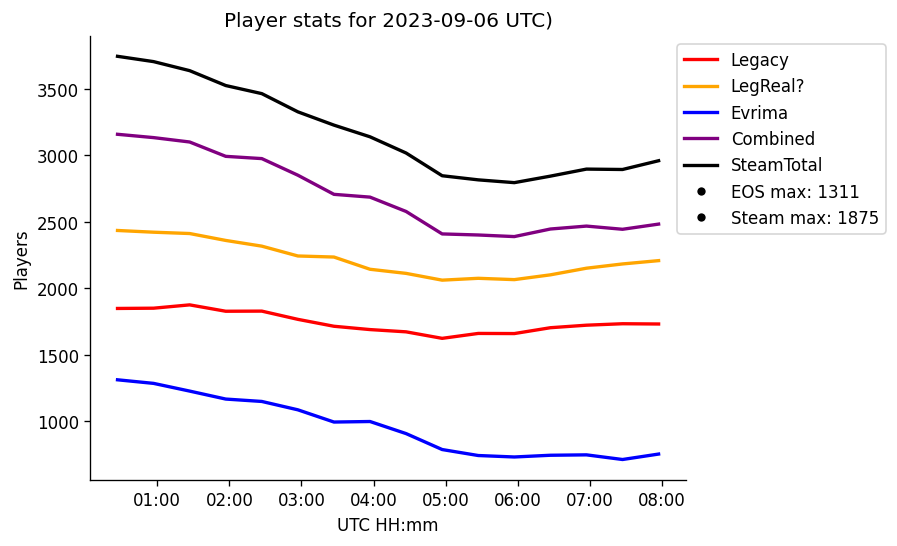 Player stats for 2023-09-06 UTC)
Legacy
LegReal?
Evrima
Combined
SteamTotal
EOS max: 1311
Steam max: 1875
Players
3500
3000
2500
2000
1500
1000
01:00 02:00 03:00 04:00 05:00 06:00 07:00 08:00
UTC HH:mm